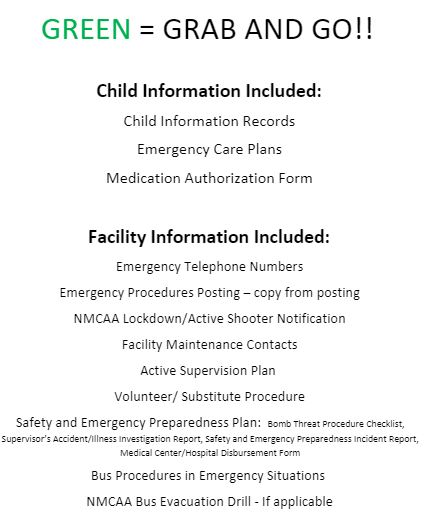 GREEN = GRAB AND GO!!
Child Information Included:
Child Information Records
Emergency Care Plans
Medication Authorization Form
Facility Information Included:
Emergency Telephone Numbers
Emergency Procedures Posting – copy from posting
NMCAA Lockdown/Active Shooter Notification
Facility Maintenance Contacts
Active Supervision Plan
Volunteer/ Substitute Procedure
Safety and Emergency Preparedness Plan: Bomb Threat Procedure Checklist,
Supervisor's Accident/Illness Investigation Report, Safety and Emergency Preparedness Incident Report,
Medical Center/Hospital Disbursement Form
Bus Procedures in Emergency Situations
NMCAA Bus Evacuation Drill - If applicable